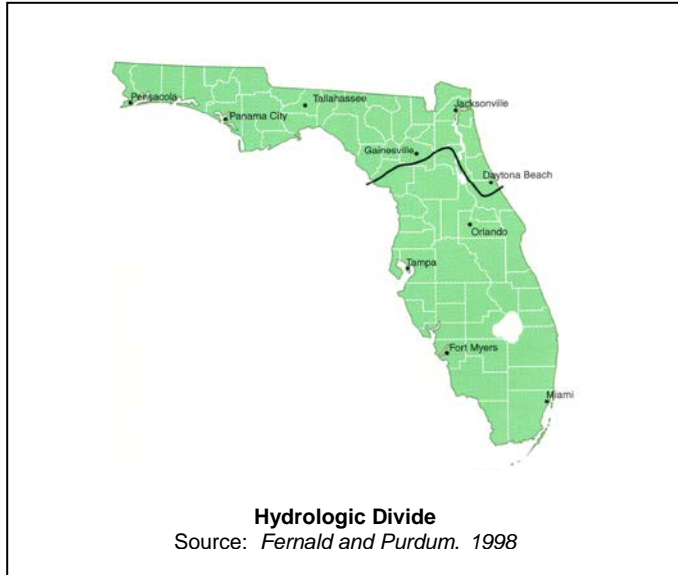 Pensacola
Tallahassee
Panama City
Jacksonville
Gainesville
Daytona Beach
Orlando
Tampa
Fort Myers
Miami
Hydrologic Divide
Source: Fernald and Purdum. 1998